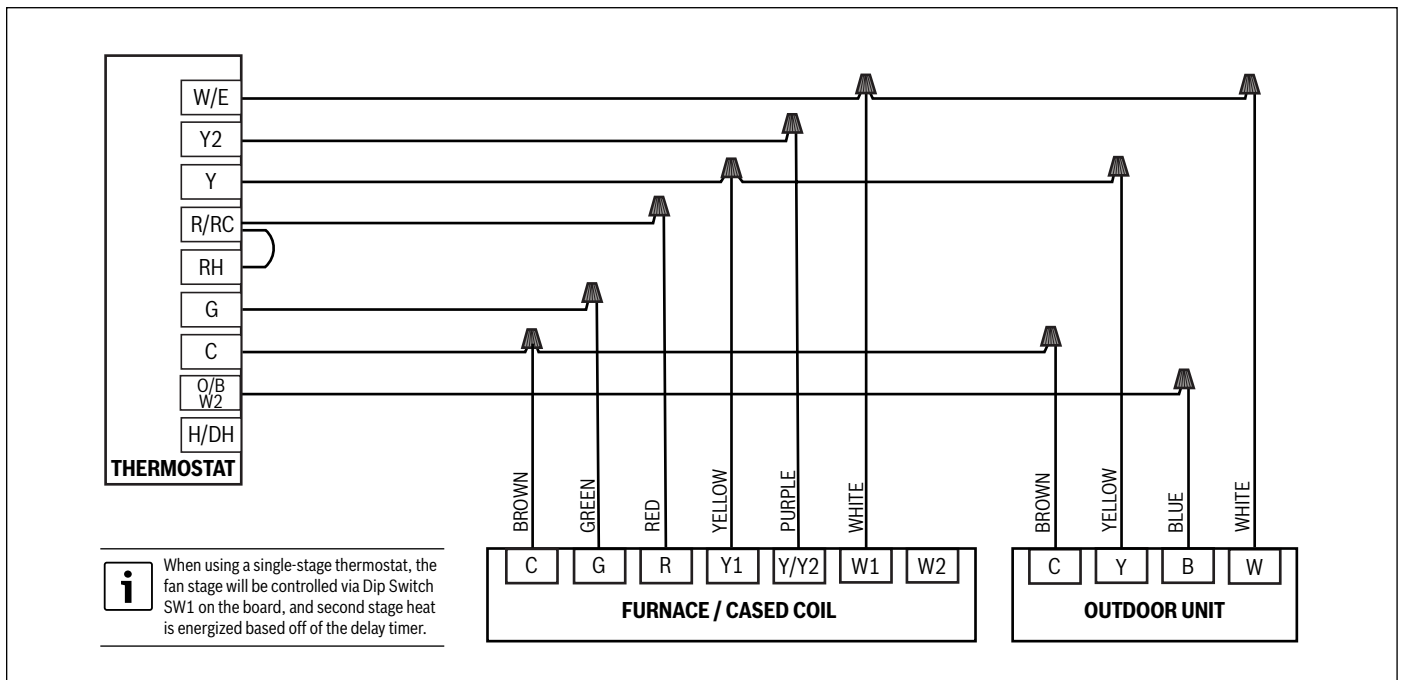 W/E
Y2
Y
R/RC
RH
G
C
O/B
W2
H/DH
THERMOSTAT
BROWN
GREEN
RED
YELLOW
PURPLE
WHITE
BROWN
YELLOW
BLUE
WHITE
C G R Y1 Y/Y2 W1 W2
FURNACE / CASED COIL
C Y B W
OUTDOOR UNIT
i
When using a single-stage thermostat, the
fan stage will be controlled via Dip Switch
SW1 on the board, and second stage heat
is energized based off of the delay timer.